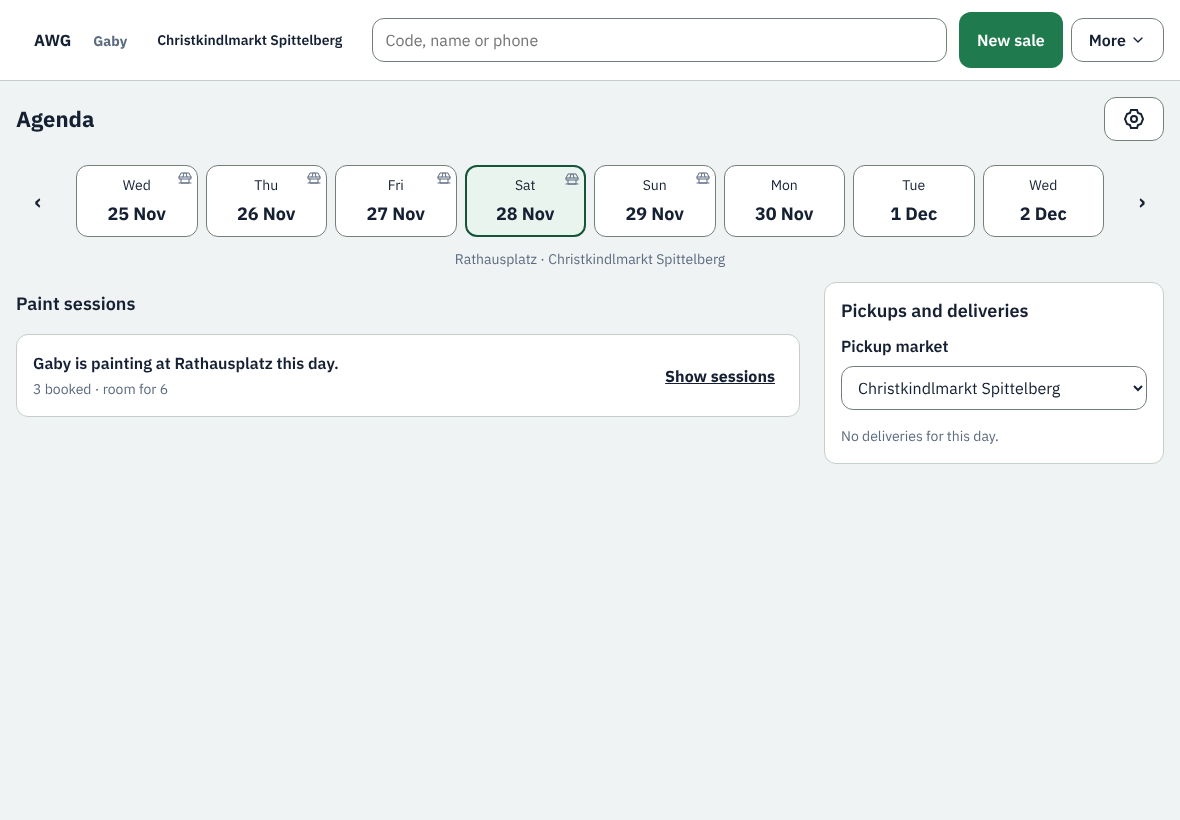 AWG Gaby Christkindlmarkt Spittelberg Code, name or phone New sale More
Agenda
Wed Thu Fri Sat Sun Mon Tue Wed
25 Nov 26 Nov 27 Nov 28 Nov 29 Nov 30 Nov 1 Dec 2 Dec
‹ ›
Rathausplatz · Christkindlmarkt Spittelberg
Paint sessions
Gaby is painting at Rathausplatz this day.
3 booked · room for 6
Show sessions
Pickups and deliveries
Pickup market
Christkindlmarkt Spittelberg
No deliveries for this day.